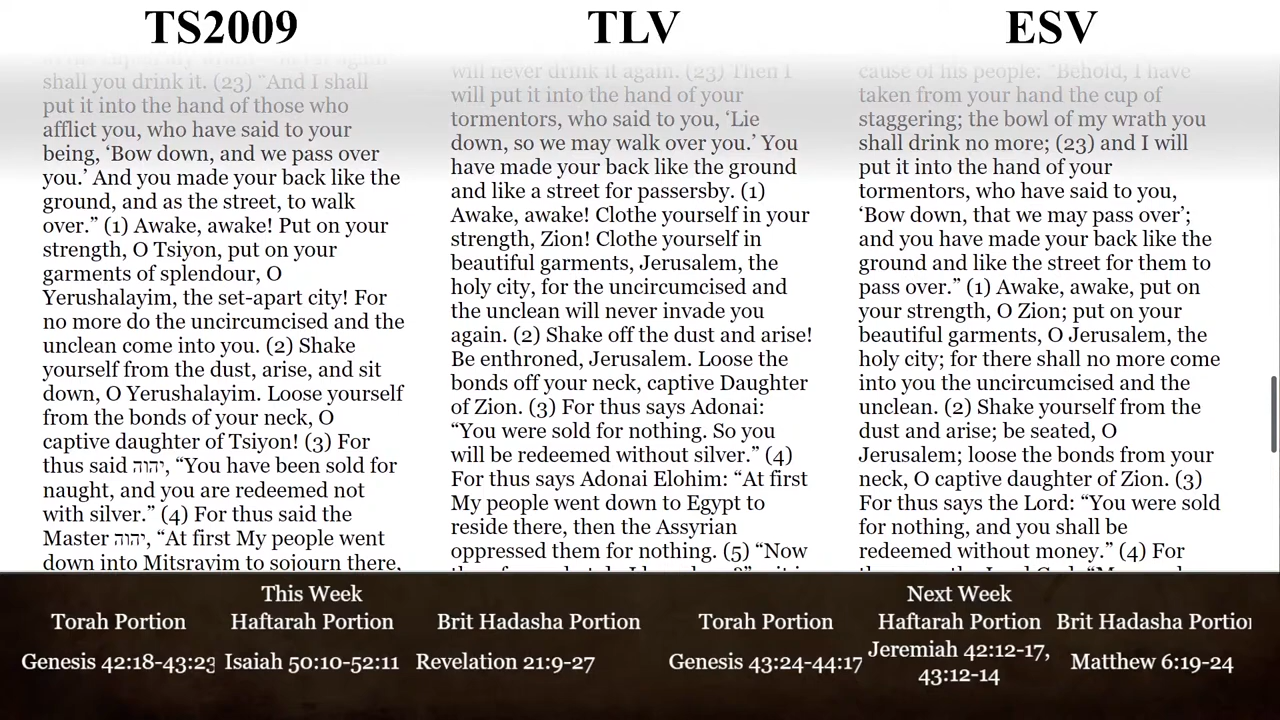 TS2009
shall you drink it. (23) “And I shall
put it into the hand of those who
afflict you, who have said to your
being, ‘Bow down, and we pass over
you.’ And you made your back like the
ground, and as the street, to walk
over.” (1) Awake, awake! Put on your
strength, O Tsiyon, put on your
garments of splendour, O
Yerushalayim, the set-apart city! For
no more do the uncircumcised and the
unclean come into you. (2) Shake
yourself from the dust, arise, and sit
down, O Yerushalayim. Loose yourself
from the bonds of your neck, O
captive daughter of Tsiyon! (3) For
thus said יהוה, “You have been sold for
naught, and you are redeemed not
with silver.” (4) For thus said the
Master יהוה, “At first My people went
down into Mitsrayim to sojourn there,
TLV
will never drink it again. (23) Then I
will put it into the hand of your
tormentors, who said to you, ‘Lie
down, so we may walk over you.’ You
have made your back like the ground
and like a street for passersby. (1)
Awake, awake! Clothe yourself in your
strength, Zion! Clothe yourself in
beautiful garments, Jerusalem, the
holy city, for the uncircumcised and
the unclean will never invade you
again. (2) Shake off the dust and arise!
Be enthroned, Jerusalem. Loose the
bonds off your neck, captive Daughter
of Zion. (3) For thus says Adonai:
“You were sold for nothing. So you
will be redeemed without silver.” (4)
For thus says Adonai Elohim: “At first
My people went down to Egypt to
reside there, then the Assyrian
oppressed them for nothing. (5) “Now
ESV
cause of his people: “Behold, I have
taken from your hand the cup of
staggering; the bowl of my wrath you
shall drink no more; (23) and I will
put it into the hand of your
tormentors, who have said to you,
‘Bow down, that we may pass over’;
and you have made your back like the
ground and like the street for them to
pass over.” (1) Awake, awake, put on
your strength, O Zion; put on your
beautiful garments, O Jerusalem, the
holy city; for there shall no more come
into you the uncircumcised and the
unclean. (2) Shake yourself from the
dust and arise; be seated, O
Jerusalem; loose the bonds from your
neck, O captive daughter of Zion. (3)
For thus says the Lord: “You were sold
for nothing, and you shall be
redeemed without money.” (4) For
This Week
Torah Portion
Haftarah Portion
Brit Hadasha Portion
Genesis 42:18-43:23
Isaiah 50:10-52:11
Revelation 21:9-27
Next Week
Torah Portion
Haftarah Portion
Brit Hadasha Portion
Genesis 43:24-44:17
Jeremiah 42:12-17,
43:12-14
Matthew 6:19-24